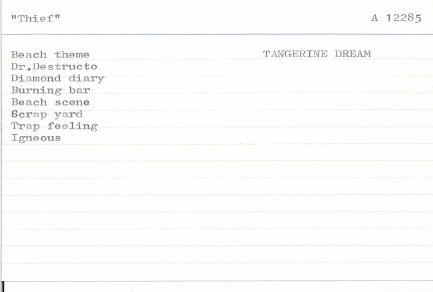 "Thief" A 12285
Beach theme TANGERINE DREAM
Dr.Destructo
Diamond diary
Burning bar
Beach scene
Scrap yard
Trap feeling
Igneous